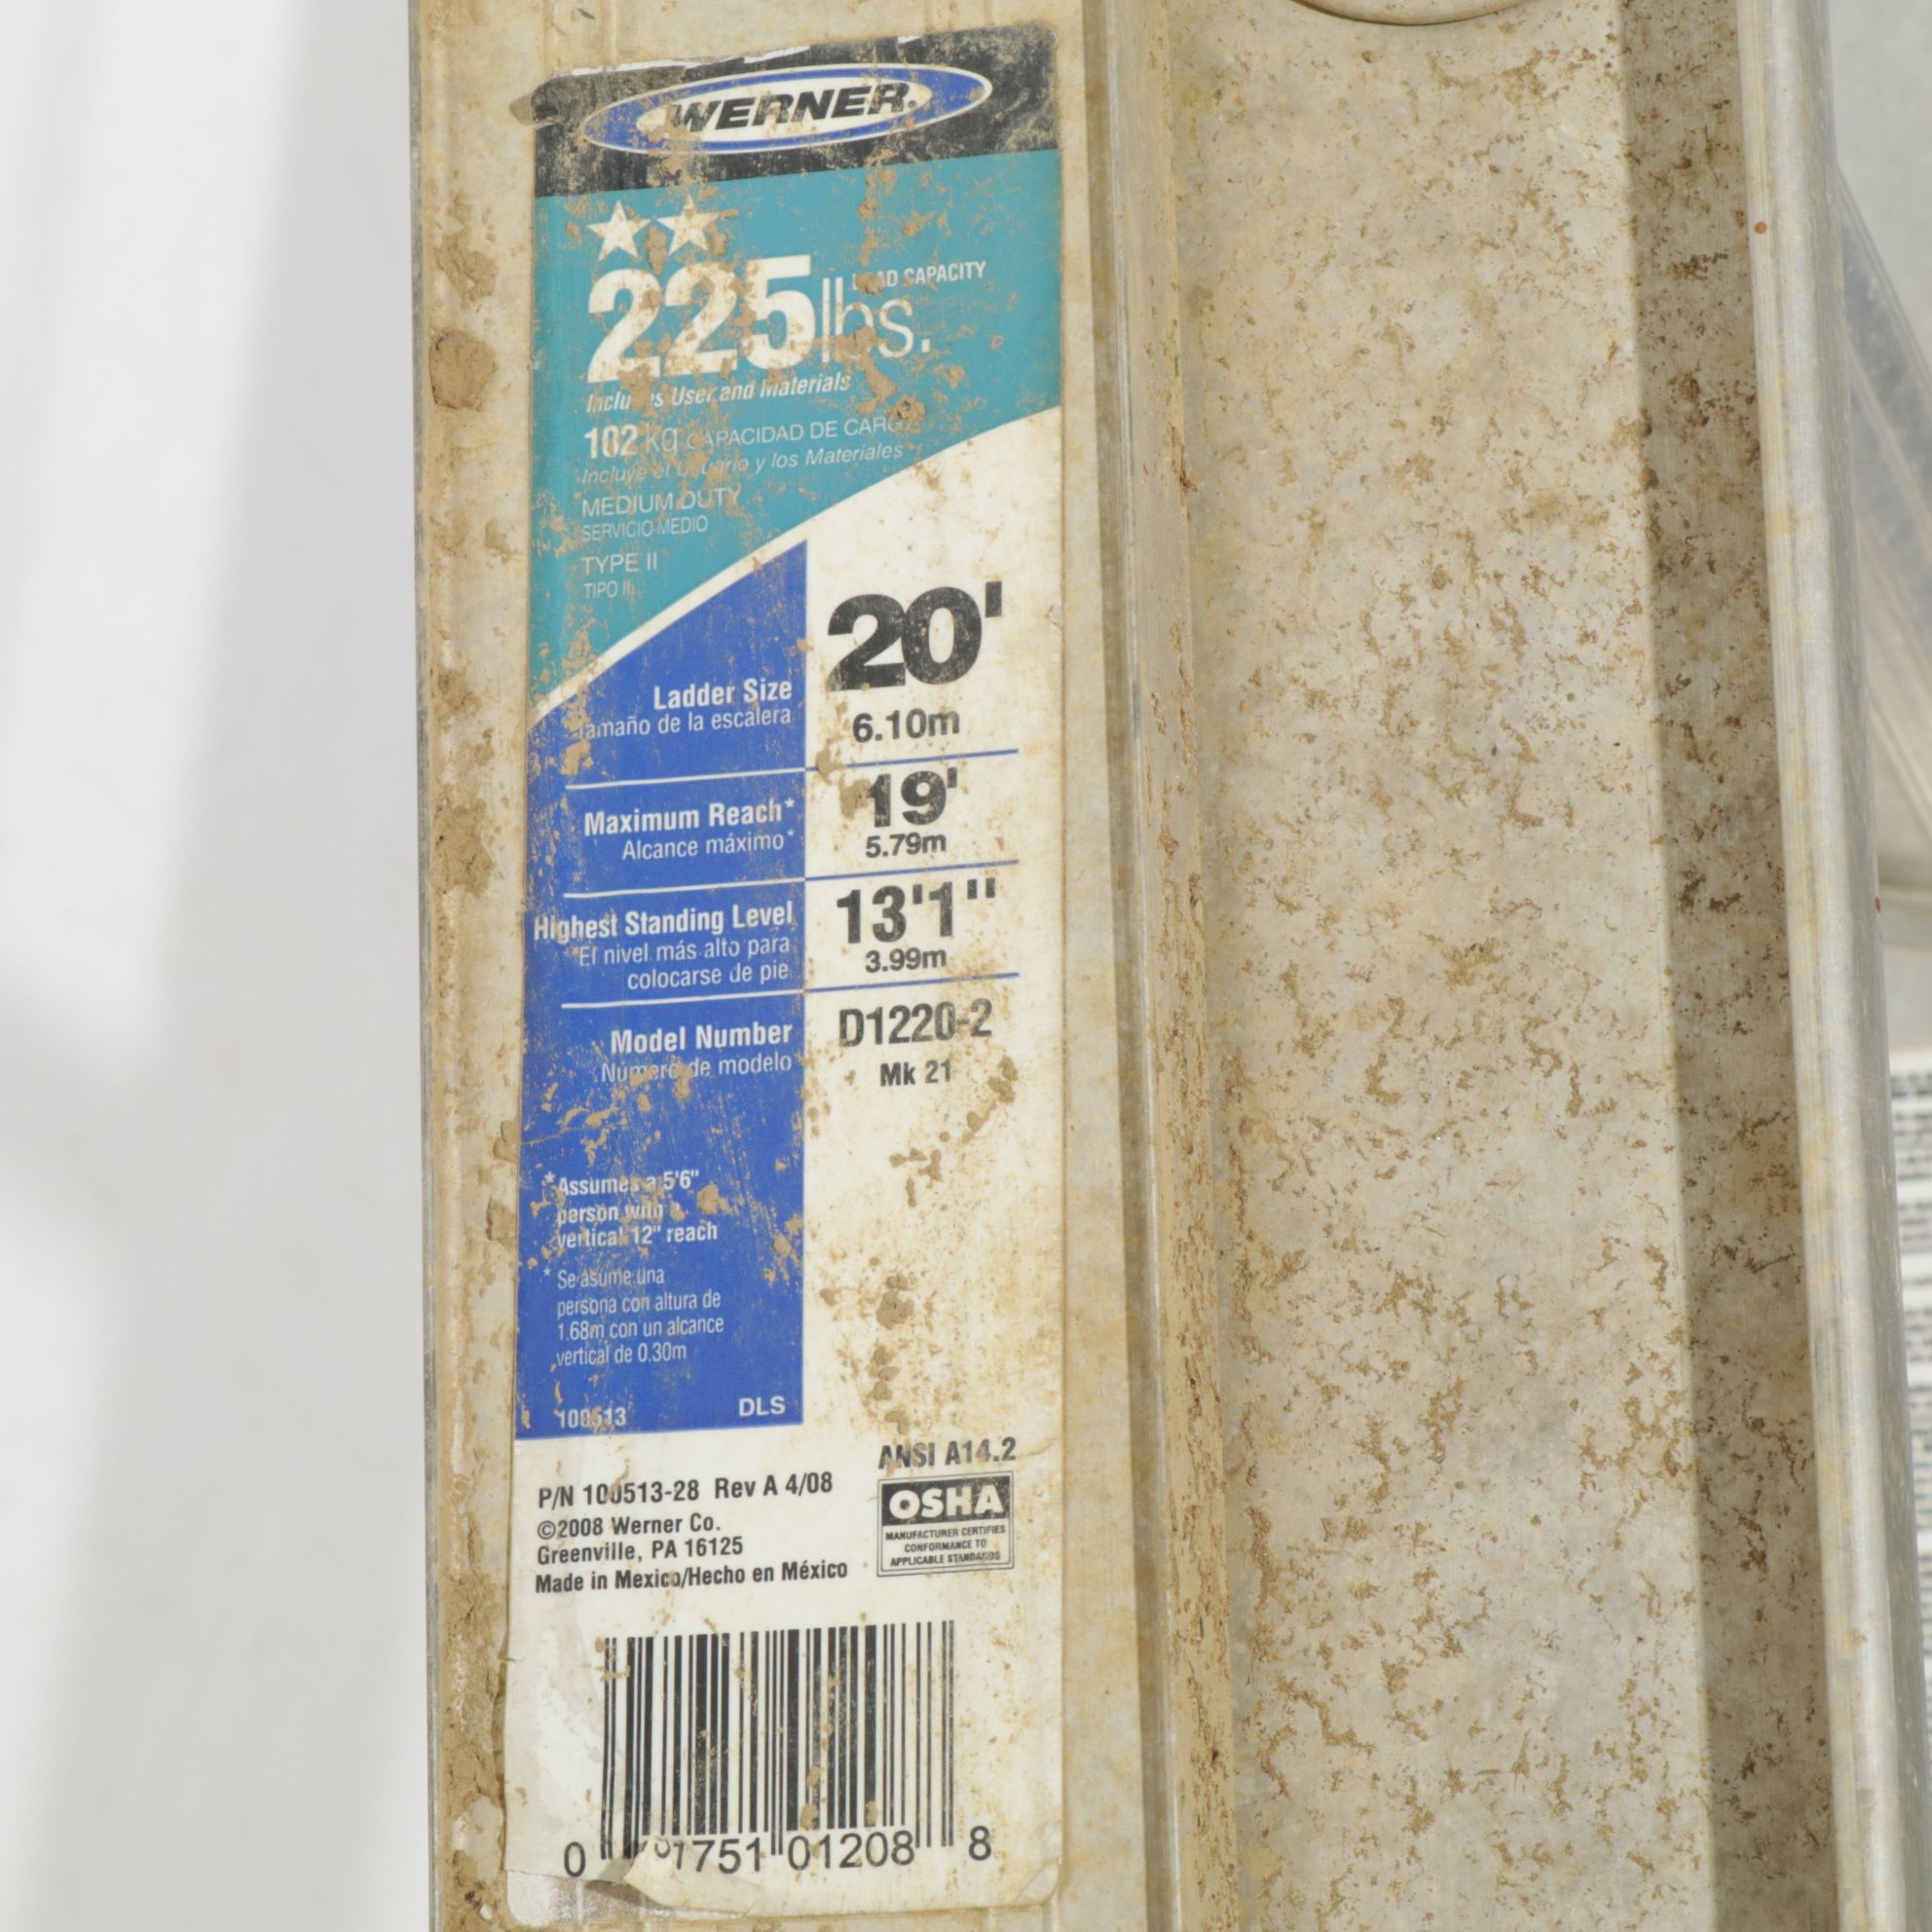 WERNER
225 lbs.
LOAD CAPACITY
Includes User and Materials
102 kg CAPACIDAD DE CARGA
Incluye el Usuario y los Materiales
MEDIUM DUTY
SERVICIO MEDIO
TYPE II
TIPO II
Ladder Size 20'
Tamaño de la escalera 6.10m
Maximum Reach* 19'
Alcance máximo* 5.79m
Highest Standing Level 13'1"
El nivel más alto para
colocarse de pie 3.99m
Model Number D1220-2
Número de modelo Mk 21
*Assumes a 5'6"
person with a
vertical 12" reach
* Se asume una
persona con altura de
1.68m con un alcance
vertical de 0.30m
100513 DLS
ANSI A14.2
OSHA
MANUFACTURER CERTIFIES
CONFORMANCE TO
APPLICABLE STANDARDS
P/N 100513-28 Rev A 4/08
©2008 Werner Co.
Greenville, PA 16125
Made in Mexico/Hecho en México
0 51751 01208 8